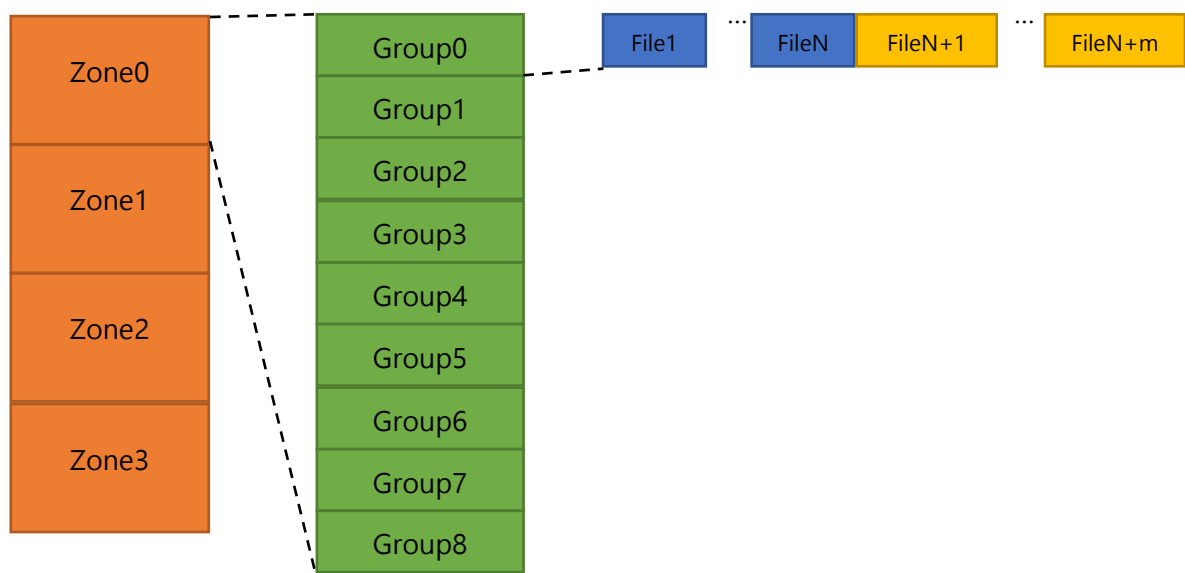 Zone0
Zone1
Zone2
Zone3
Group0
Group1
Group2
Group3
Group4
Group5
Group6
Group7
Group8
File1
...
FileN
FileN+1
...
FileN+m